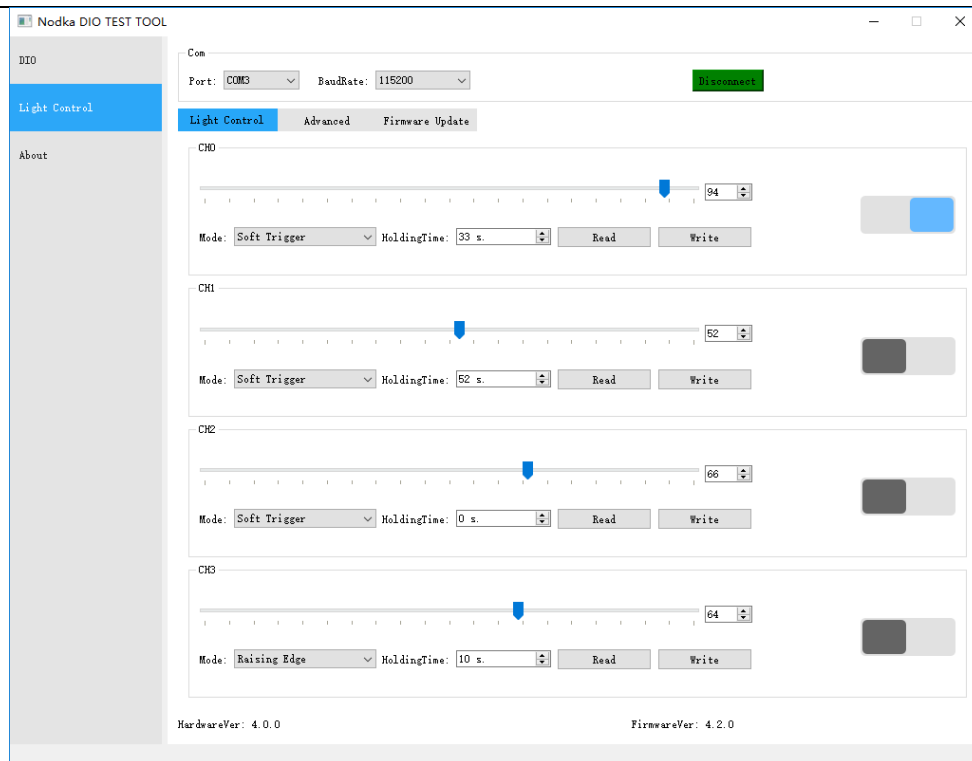 Nodka DIO TEST TOOL
DIO
Light Control
About
Com
Port: COM3 BaudRate: 115200 Disconnect
Light Control Advanced Firmware Update
CH0
94
Mode: Soft Trigger HoldingTime: 33 s. Read Write
CH1
52
Mode: Soft Trigger HoldingTime: 52 s. Read Write
CH2
66
Mode: Soft Trigger HoldingTime: 0 s. Read Write
CH3
64
Mode: Raising Edge HoldingTime: 10 s. Read Write
HardwareVer: 4.0.0 FirmwareVer: 4.2.0